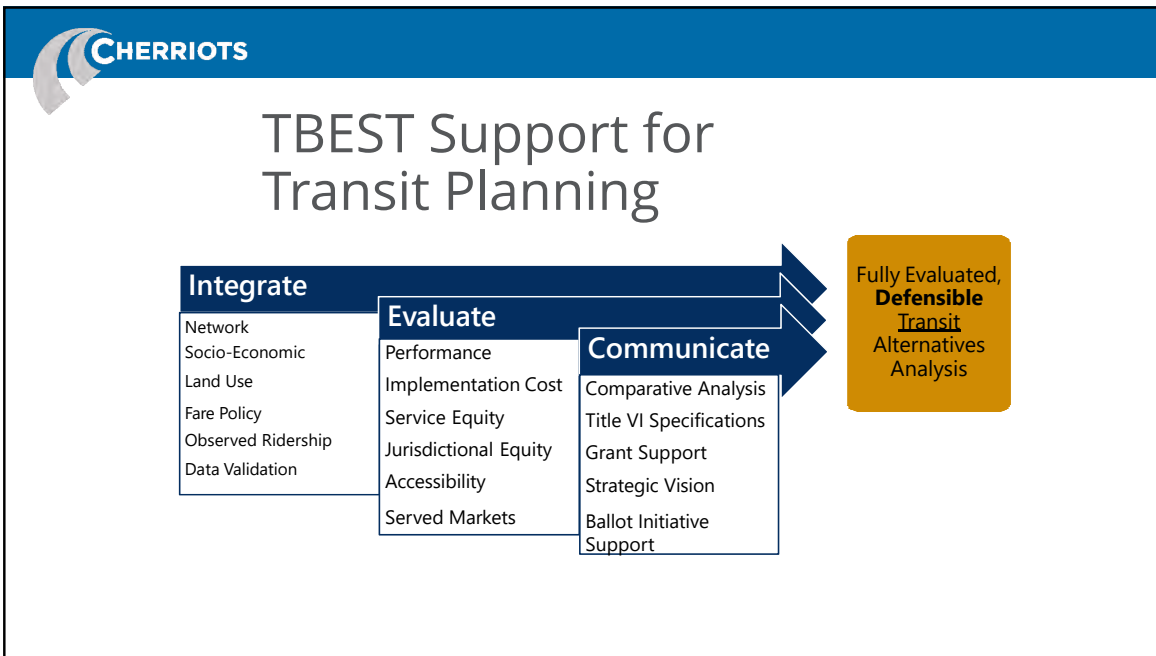 CHERRIOTS
TBEST Support for
Transit Planning
Integrate
Network
Socio-Economic
Land Use
Fare Policy
Observed Ridership
Data Validation
Evaluate
Performance
Implementation Cost
Service Equity
Jurisdictional Equity
Accessibility
Served Markets
Communicate
Comparative Analysis
Title VI Specifications
Grant Support
Strategic Vision
Ballot Initiative
Support
Fully Evaluated,
Defensible
Transit
Alternatives
Analysis